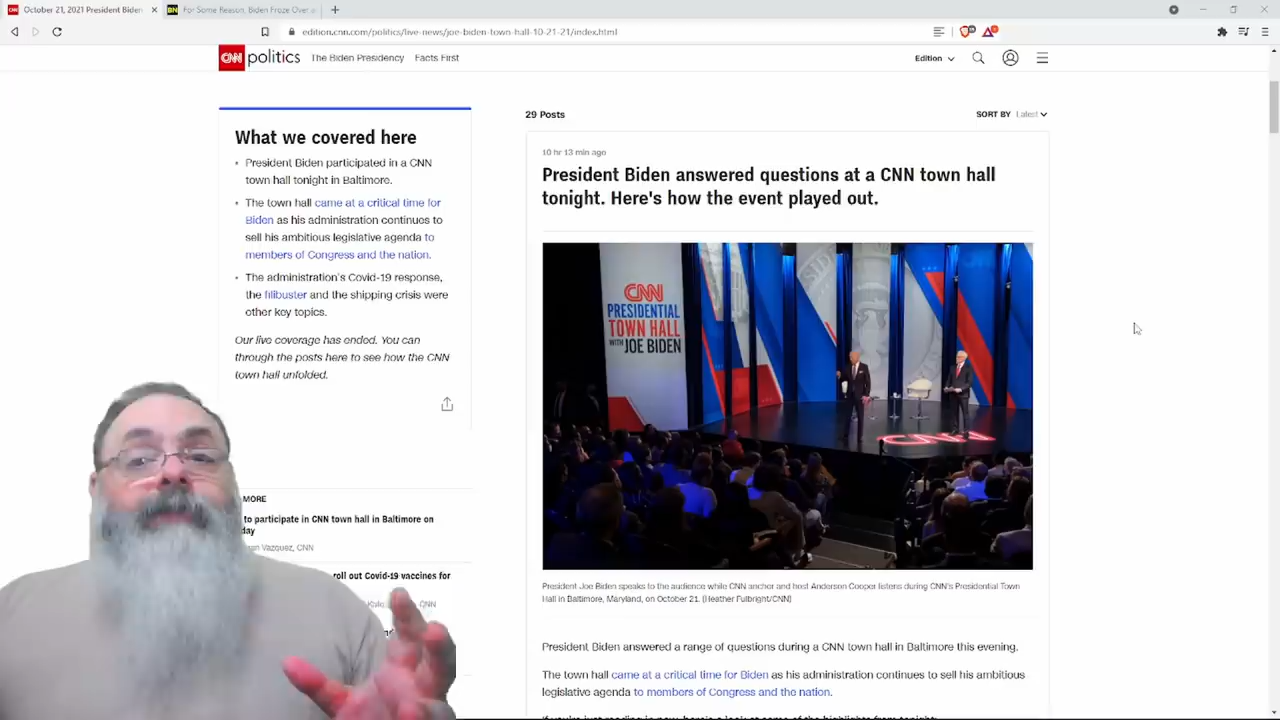 October 21, 2021 President Biden
For Some Reason, Biden Froze Over
edition.cnn.com/politics/live-news/joe-biden-town-hall-10-21-21/index.html
CNN politics The Biden Presidency Facts First
Edition
What we covered here
President Biden participated in a CNN
town hall tonight in Baltimore.
The town hall came at a critical time for
Biden as his administration continues to
sell his ambitious legislative agenda to
members of Congress and the nation.
The administration's Covid-19 response,
the filibuster and the shipping crisis were
other key topics.
Our live coverage has ended. You can
through the posts here to see how the CNN
town hall unfolded.
MORE
to participate in CNN town hall in Baltimore on
day
Vazquez, CNN
roll out Covid-19 vaccines for
CNN
29 Posts
SORT BY Latest
10 hr 13 min ago
President Biden answered questions at a CNN town hall
tonight. Here's how the event played out.
CNN
PRESIDENTIAL
TOWN HALL
WITH JOE BIDEN
CNN
President Joe Biden speaks to the audience while CNN anchor and host Anderson Cooper listens during CNN's Presidential Town
Hall in Baltimore, Maryland, on October 21. (Heather Fulbright/CNN)
President Biden answered a range of questions during a CNN town hall in Baltimore this evening.
The town hall came at a critical time for Biden as his administration continues to sell his ambitious
legislative agenda to members of Congress and the nation.